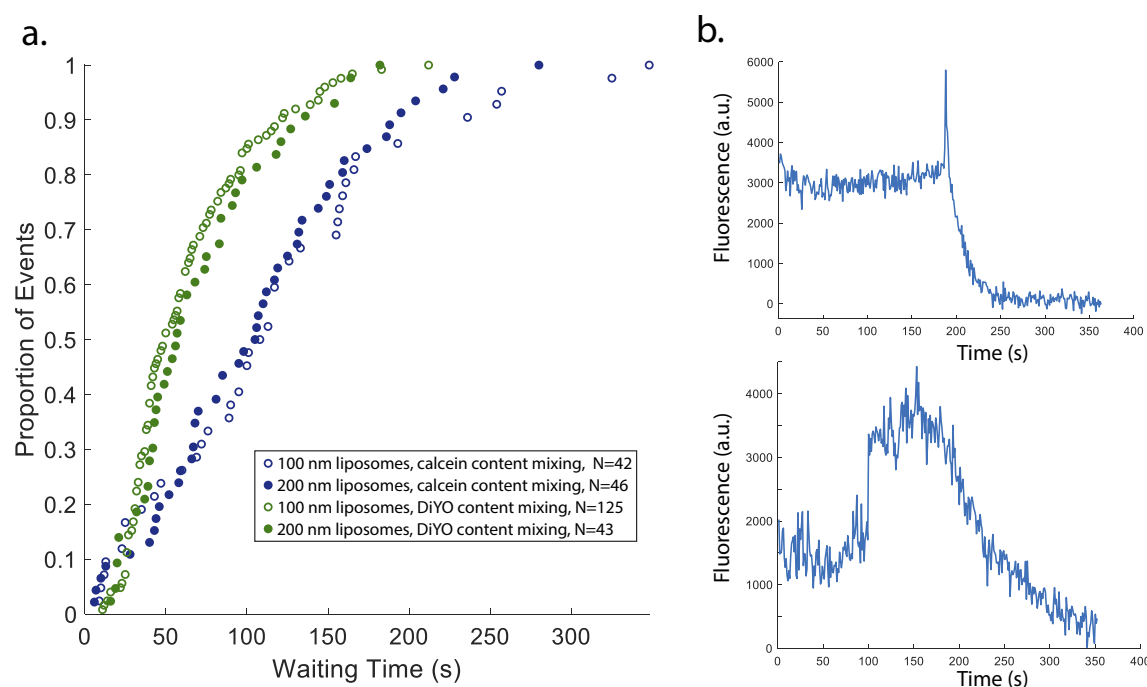 a.
Proportion of Events
1
0.9
0.8
0.7
0.6
0.5
0.4
0.3
0.2
0.1
0
0 50 100 150 200 250 300
Waiting Time (s)
100 nm liposomes, calcein content mixing, N=42
200 nm liposomes, calcein content mixing, N=46
100 nm liposomes, DiYO content mixing, N=125
200 nm liposomes, DiYO content mixing, N=43
b.
Fluorescence (a.u.)
6000
5000
4000
3000
2000
1000
0
0 50 100 150 200 250 300 350 400
Time (s)
Fluorescence (a.u.)
4000
3000
2000
1000
0
0 50 100 150 200 250 300 350 400
Time (s)